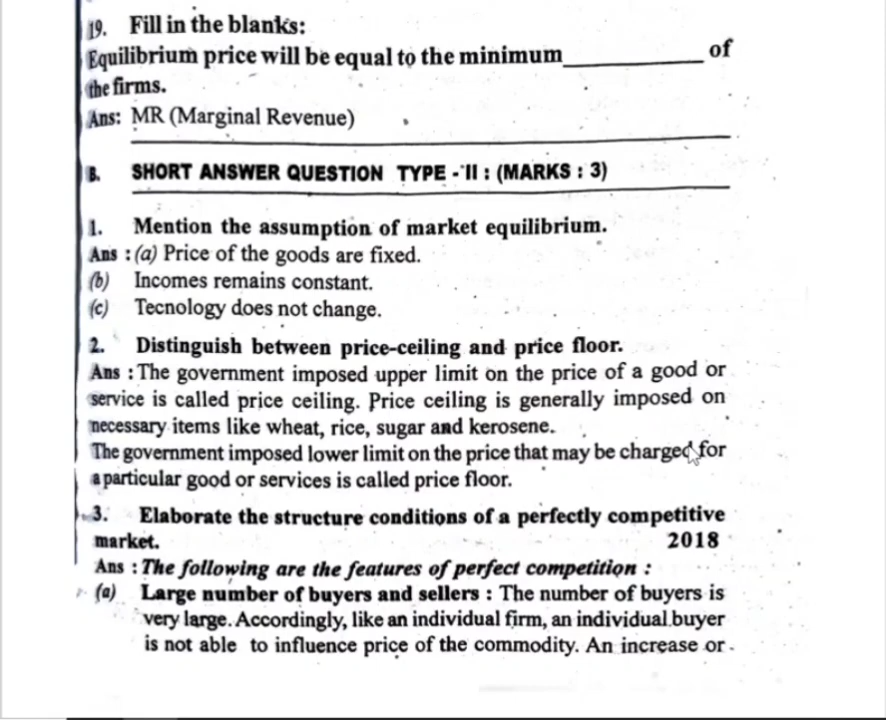 19. Fill in the blanks:
Equilibrium price will be equal to the minimum__________ of
the firms.
Ans: MR (Marginal Revenue)
B. SHORT ANSWER QUESTION TYPE - II : (MARKS : 3)
1. Mention the assumption of market equilibrium.
Ans : (a) Price of the goods are fixed.
(b) Incomes remains constant.
(c) Tecnology does not change.
2. Distinguish between price-ceiling and price floor.
Ans : The government imposed upper limit on the price of a good or
service is called price ceiling. Price ceiling is generally imposed on
necessary items like wheat, rice, sugar and kerosene.
The government imposed lower limit on the price that may be charged for
a particular good or services is called price floor.
3. Elaborate the structure conditions of a perfectly competitive
market. 2018
Ans : The following are the features of perfect competition :
(a) Large number of buyers and sellers : The number of buyers is
very large. Accordingly, like an individual firm, an individual buyer
is not able to influence price of the commodity. An increase or